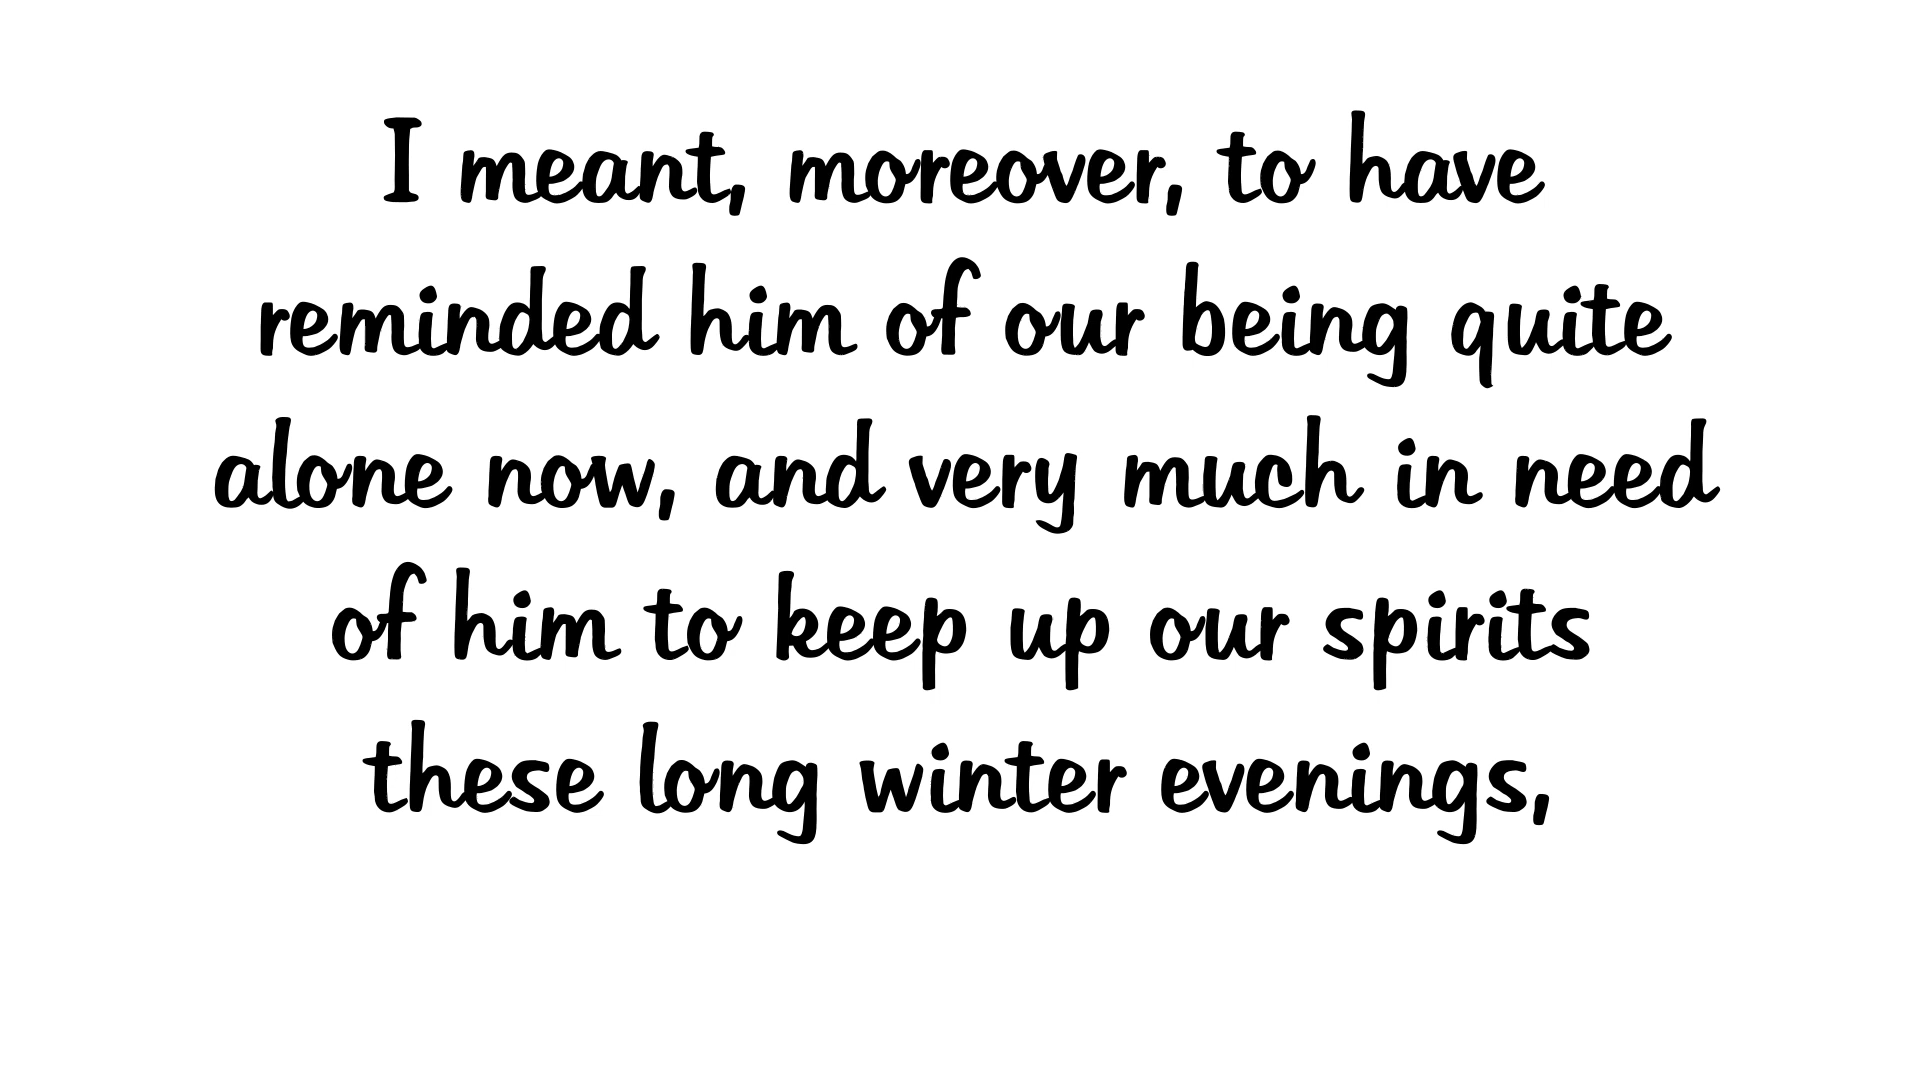 I meant, moreover, to have
reminded him of our being quite
alone now, and very much in need
of him to keep up our spirits
these long winter evenings,